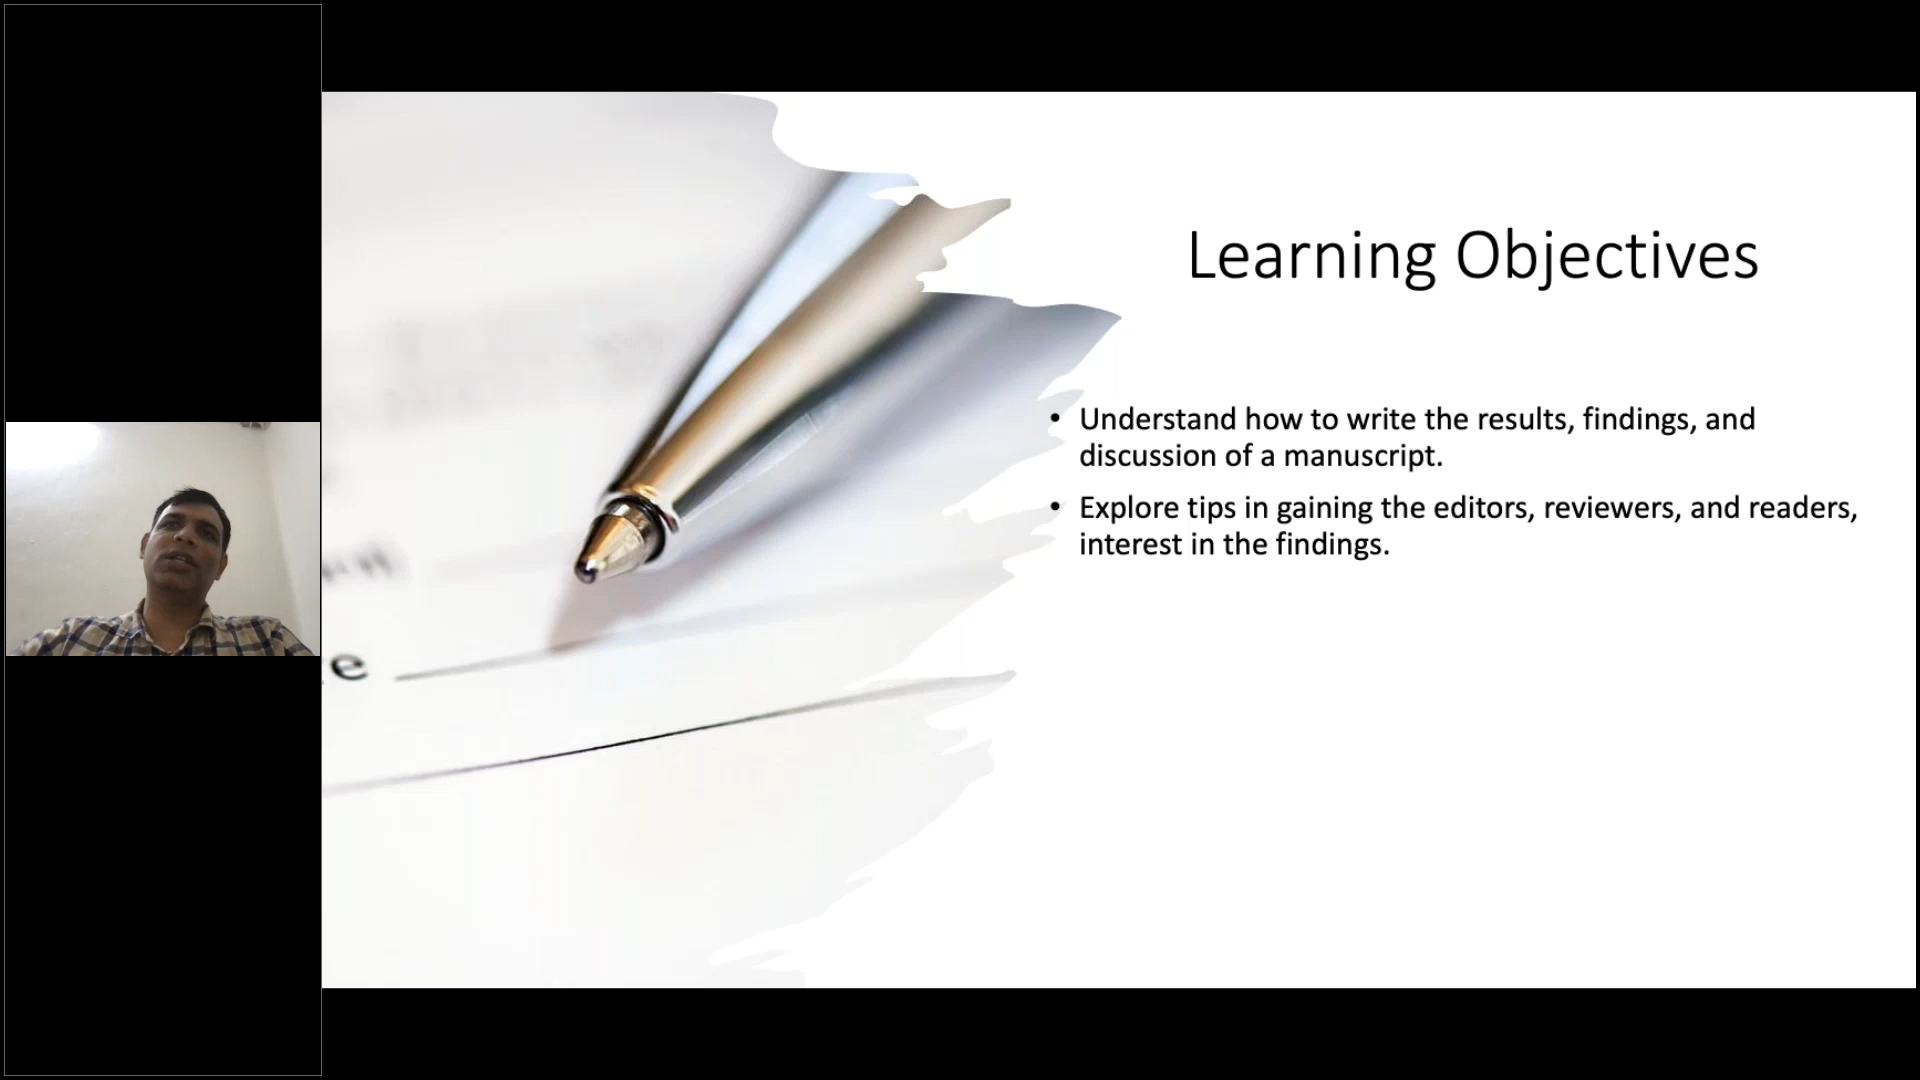 Learning Objectives
• Understand how to write the results, findings, and
discussion of a manuscript.
• Explore tips in gaining the editors, reviewers, and readers,
interest in the findings.
e